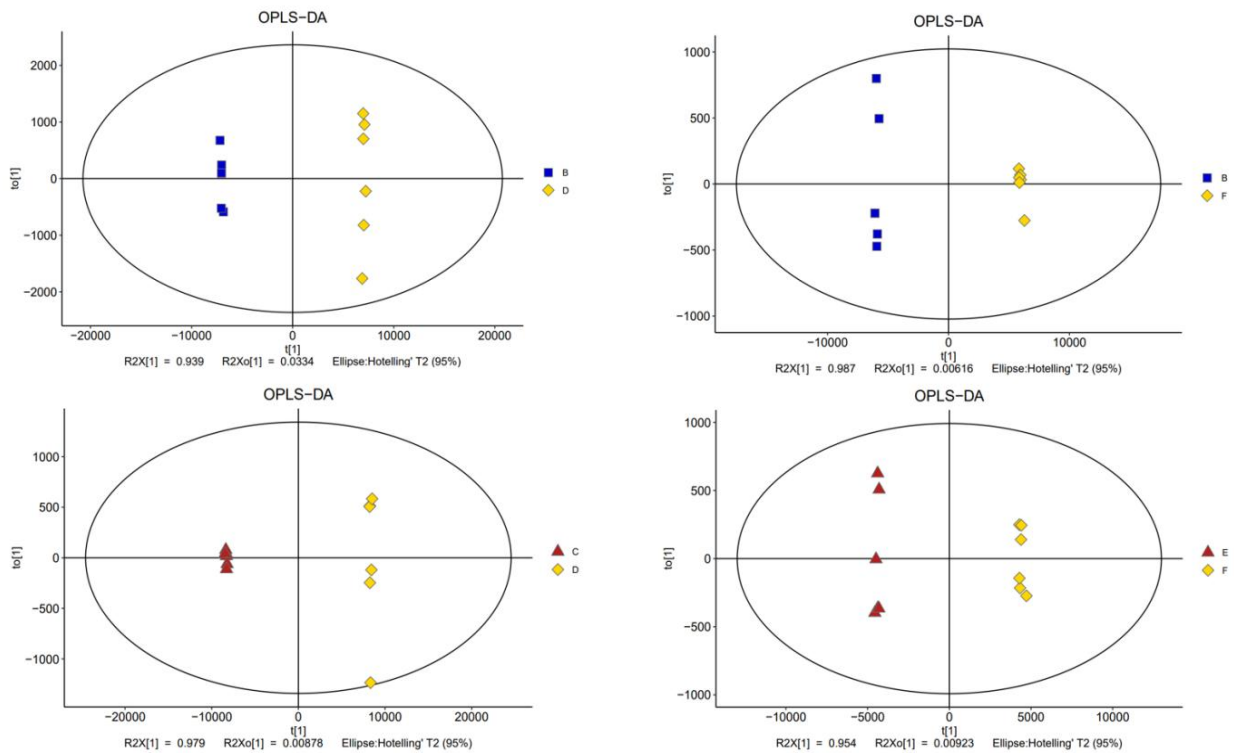 OPLS−DA
2000
1000
0
−1000
−2000
to[1]
−20000 −10000 0 10000 20000
t[1]
R2X[1] = 0.939 R2Xo[1] = 0.0334 Ellipse:Hotelling' T2 (95%)
B
D
OPLS−DA
1000
500
0
−500
−1000
to[1]
−10000 0 10000
t[1]
R2X[1] = 0.987 R2Xo[1] = 0.00616 Ellipse:Hotelling' T2 (95%)
B
F
OPLS−DA
1000
500
0
−500
−1000
to[1]
−20000 −10000 0 10000 20000
t[1]
R2X[1] = 0.979 R2Xo[1] = 0.00878 Ellipse:Hotelling' T2 (95%)
C
D
OPLS−DA
1000
500
0
−500
−1000
to[1]
−10000 −5000 0 5000 10000
t[1]
R2X[1] = 0.954 R2Xo[1] = 0.00923 Ellipse:Hotelling' T2 (95%)
E
F